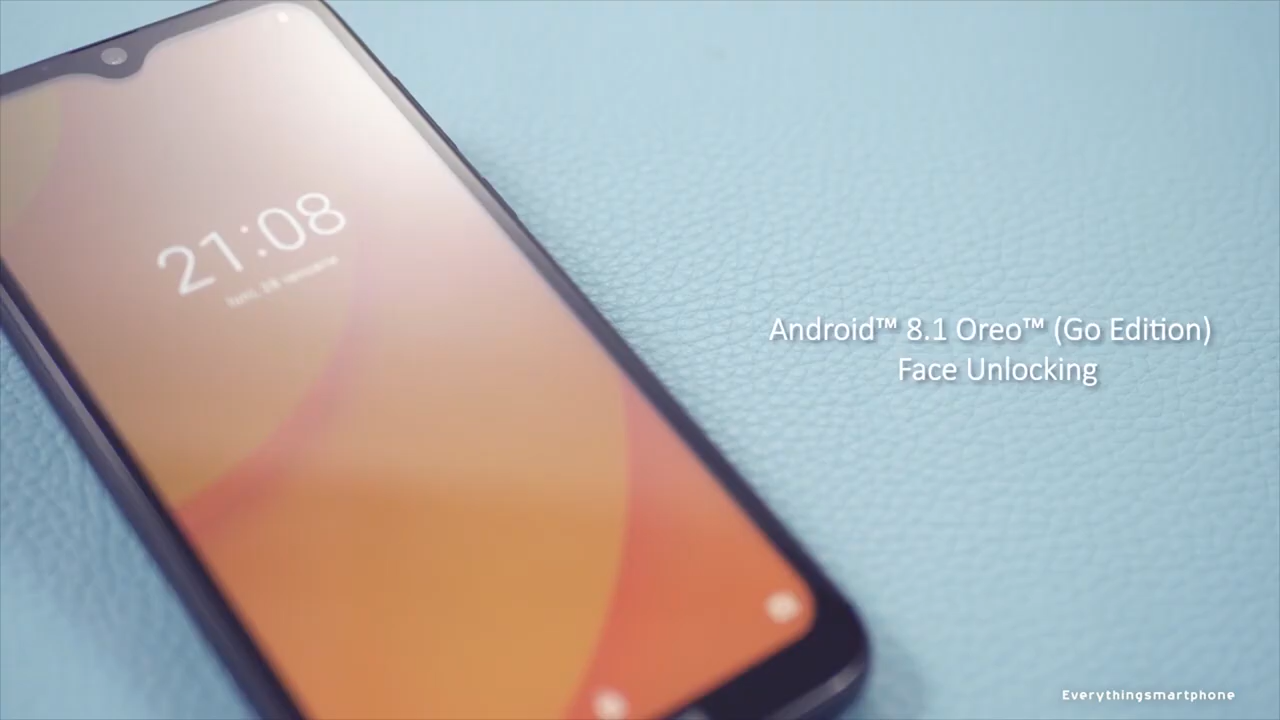 21:08
Android™ 8.1 Oreo™ (Go Edition)
Face Unlocking
Everythingsmartphone